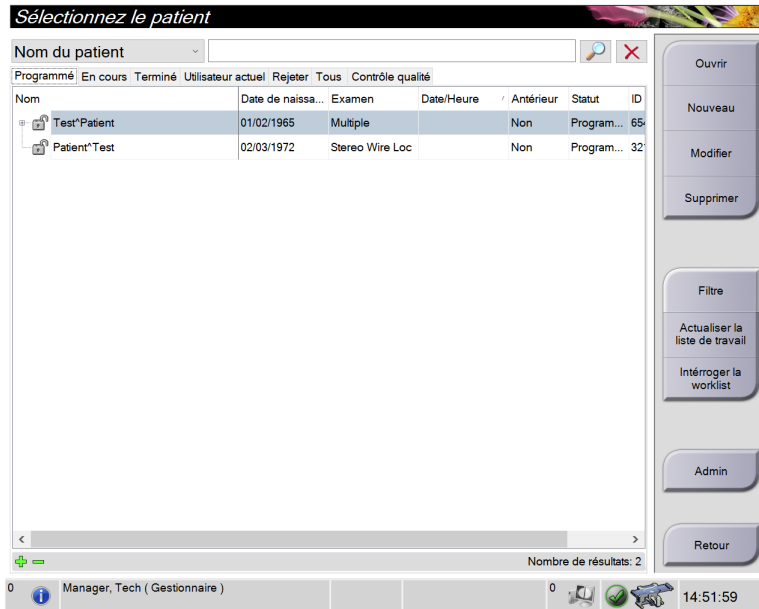 Sélectionnez le patient
Nom du patient
Programmé En cours Terminé Utilisateur actuel Rejeter Tous Contrôle qualité
Nom Date de naissa... Examen Date/Heure Antérieur Statut ID
Test^Patient 01/02/1965 Multiple Non Program... 654
Patient^Test 02/03/1972 Stereo Wire Loc Non Program... 321
Nombre de résultats: 2
Ouvrir
Nouveau
Modifier
Supprimer
Filtre
Actualiser la
liste de travail
Intérroger la
worklist
Admin
Retour
0 Manager, Tech ( Gestionnaire ) 0 14:51:59